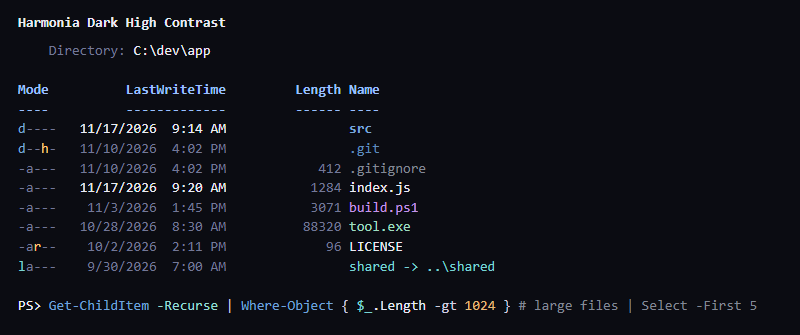 Harmonia Dark High Contrast
Directory: C:\dev\app
Mode LastWriteTime Length Name
---- ------------- ------ ----
d---- 11/17/2026 9:14 AM src
d--h- 11/10/2026 4:02 PM .git
-a--- 11/10/2026 4:02 PM 412 .gitignore
-a--- 11/17/2026 9:20 AM 1284 index.js
-a--- 11/3/2026 1:45 PM 3071 build.ps1
-a--- 10/28/2026 8:30 AM 88320 tool.exe
-ar-- 10/2/2026 2:11 PM 96 LICENSE
la--- 9/30/2026 7:00 AM shared -> ..\shared
PS> Get-ChildItem -Recurse | Where-Object { $_.Length -gt 1024 } # large files | Select -First 5